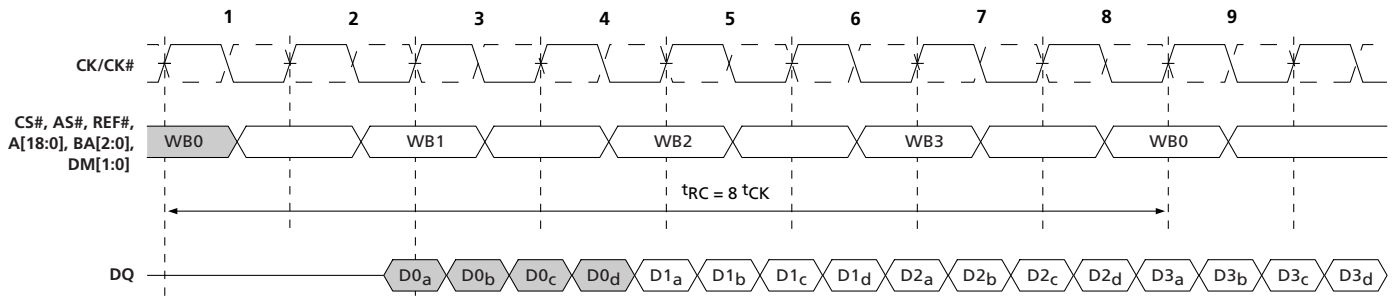 1 2 3 4 5 6 7 8 9
CK/CK#
CS#, AS#, REF#,
A[18:0], BA[2:0],
DM[1:0]
WB0 WB1 WB2 WB3 WB0
tRC = 8 tCK
DQ
D0a D0b D0c D0d D1a D1b D1c D1d D2a D2b D2c D2d D3a D3b D3c D3d